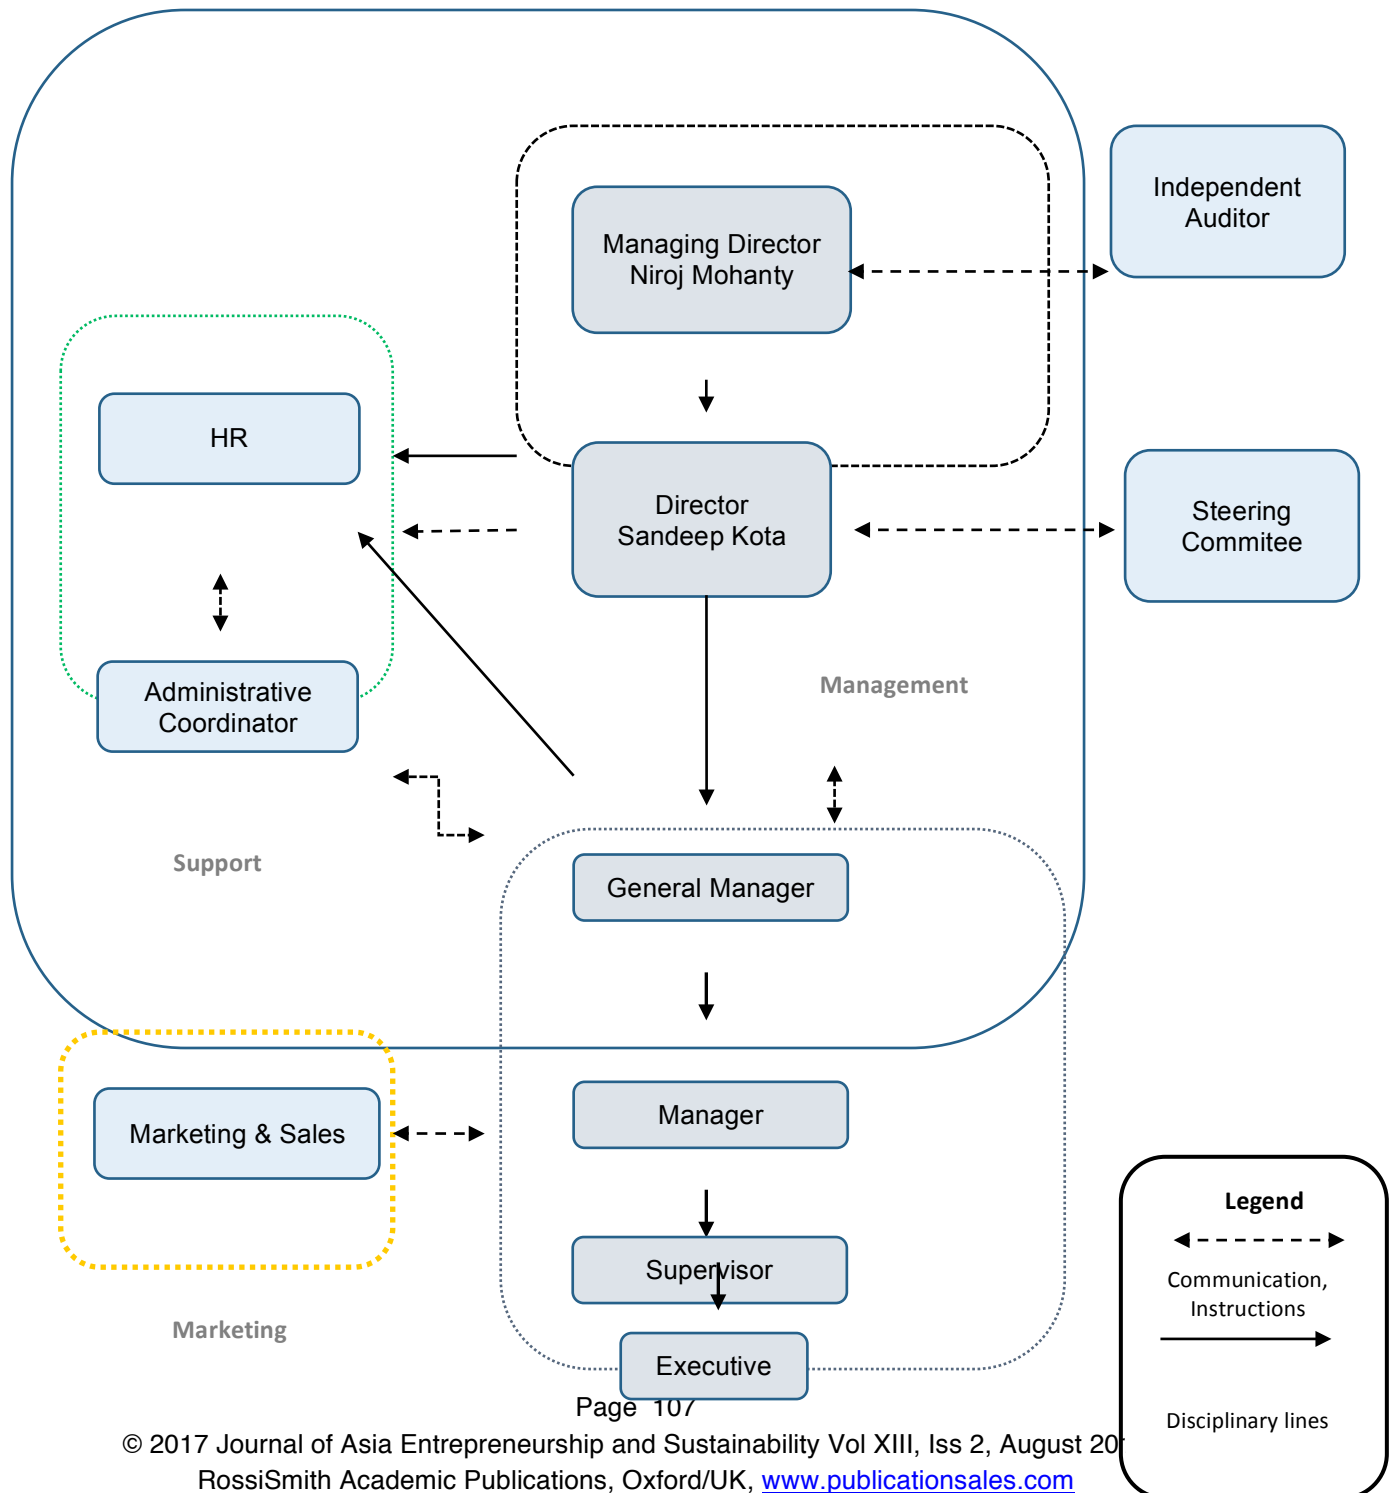 Independent
Auditor
Managing Director
Niroj Mohanty
HR
Director
Sandeep Kota
Steering
Commitee
Administrative
Coordinator
Management
Support
General Manager
Marketing & Sales
Manager
Legend
Communication,
Instructions
Supervisor
Marketing
Executive
Disciplinary lines
Page 107
© 2017 Journal of Asia Entrepreneurship and Sustainability Vol XIII, Iss 2, August
RossiSmith Academic Publications, Oxford/UK, www.publicationsales.com